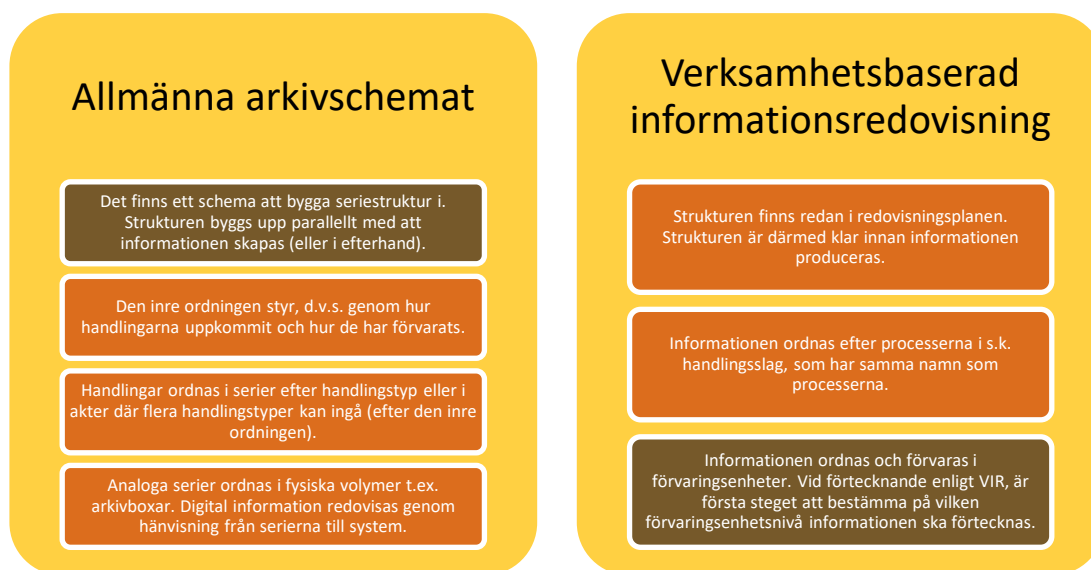 Allmänna arkivschemat
Det finns ett schema att bygga seriestruktur i.
Strukturen byggs upp parallellt med att
informationen skapas (eller i efterhand).
Den inre ordningen styr, d.v.s. genom hur
handlingarna uppkommit och hur de har förvarats.
Handlingar ordnas i serier efter handlingstyp eller i
akter där flera handlingstyper kan ingå (efter den inre
ordningen).
Analoga serier ordnas i fysiska volymer t.ex.
arkivboxar. Digital information redovisas genom
hänvisning från serierna till system.
Verksamhetsbaserad
informationsredovisning
Strukturen finns redan i redovisningsplanen.
Strukturen är därmed klar innan informationen
produceras.
Informationen ordnas efter processerna i s.k.
handlingsslag, som har samma namn som
processerna.
Informationen ordnas och förvaras i
förvaringsenheter. Vid förtecknande enligt VIR, är
första steget att bestämma på vilken
förvaringsenhetsnivå informationen ska förtecknas.